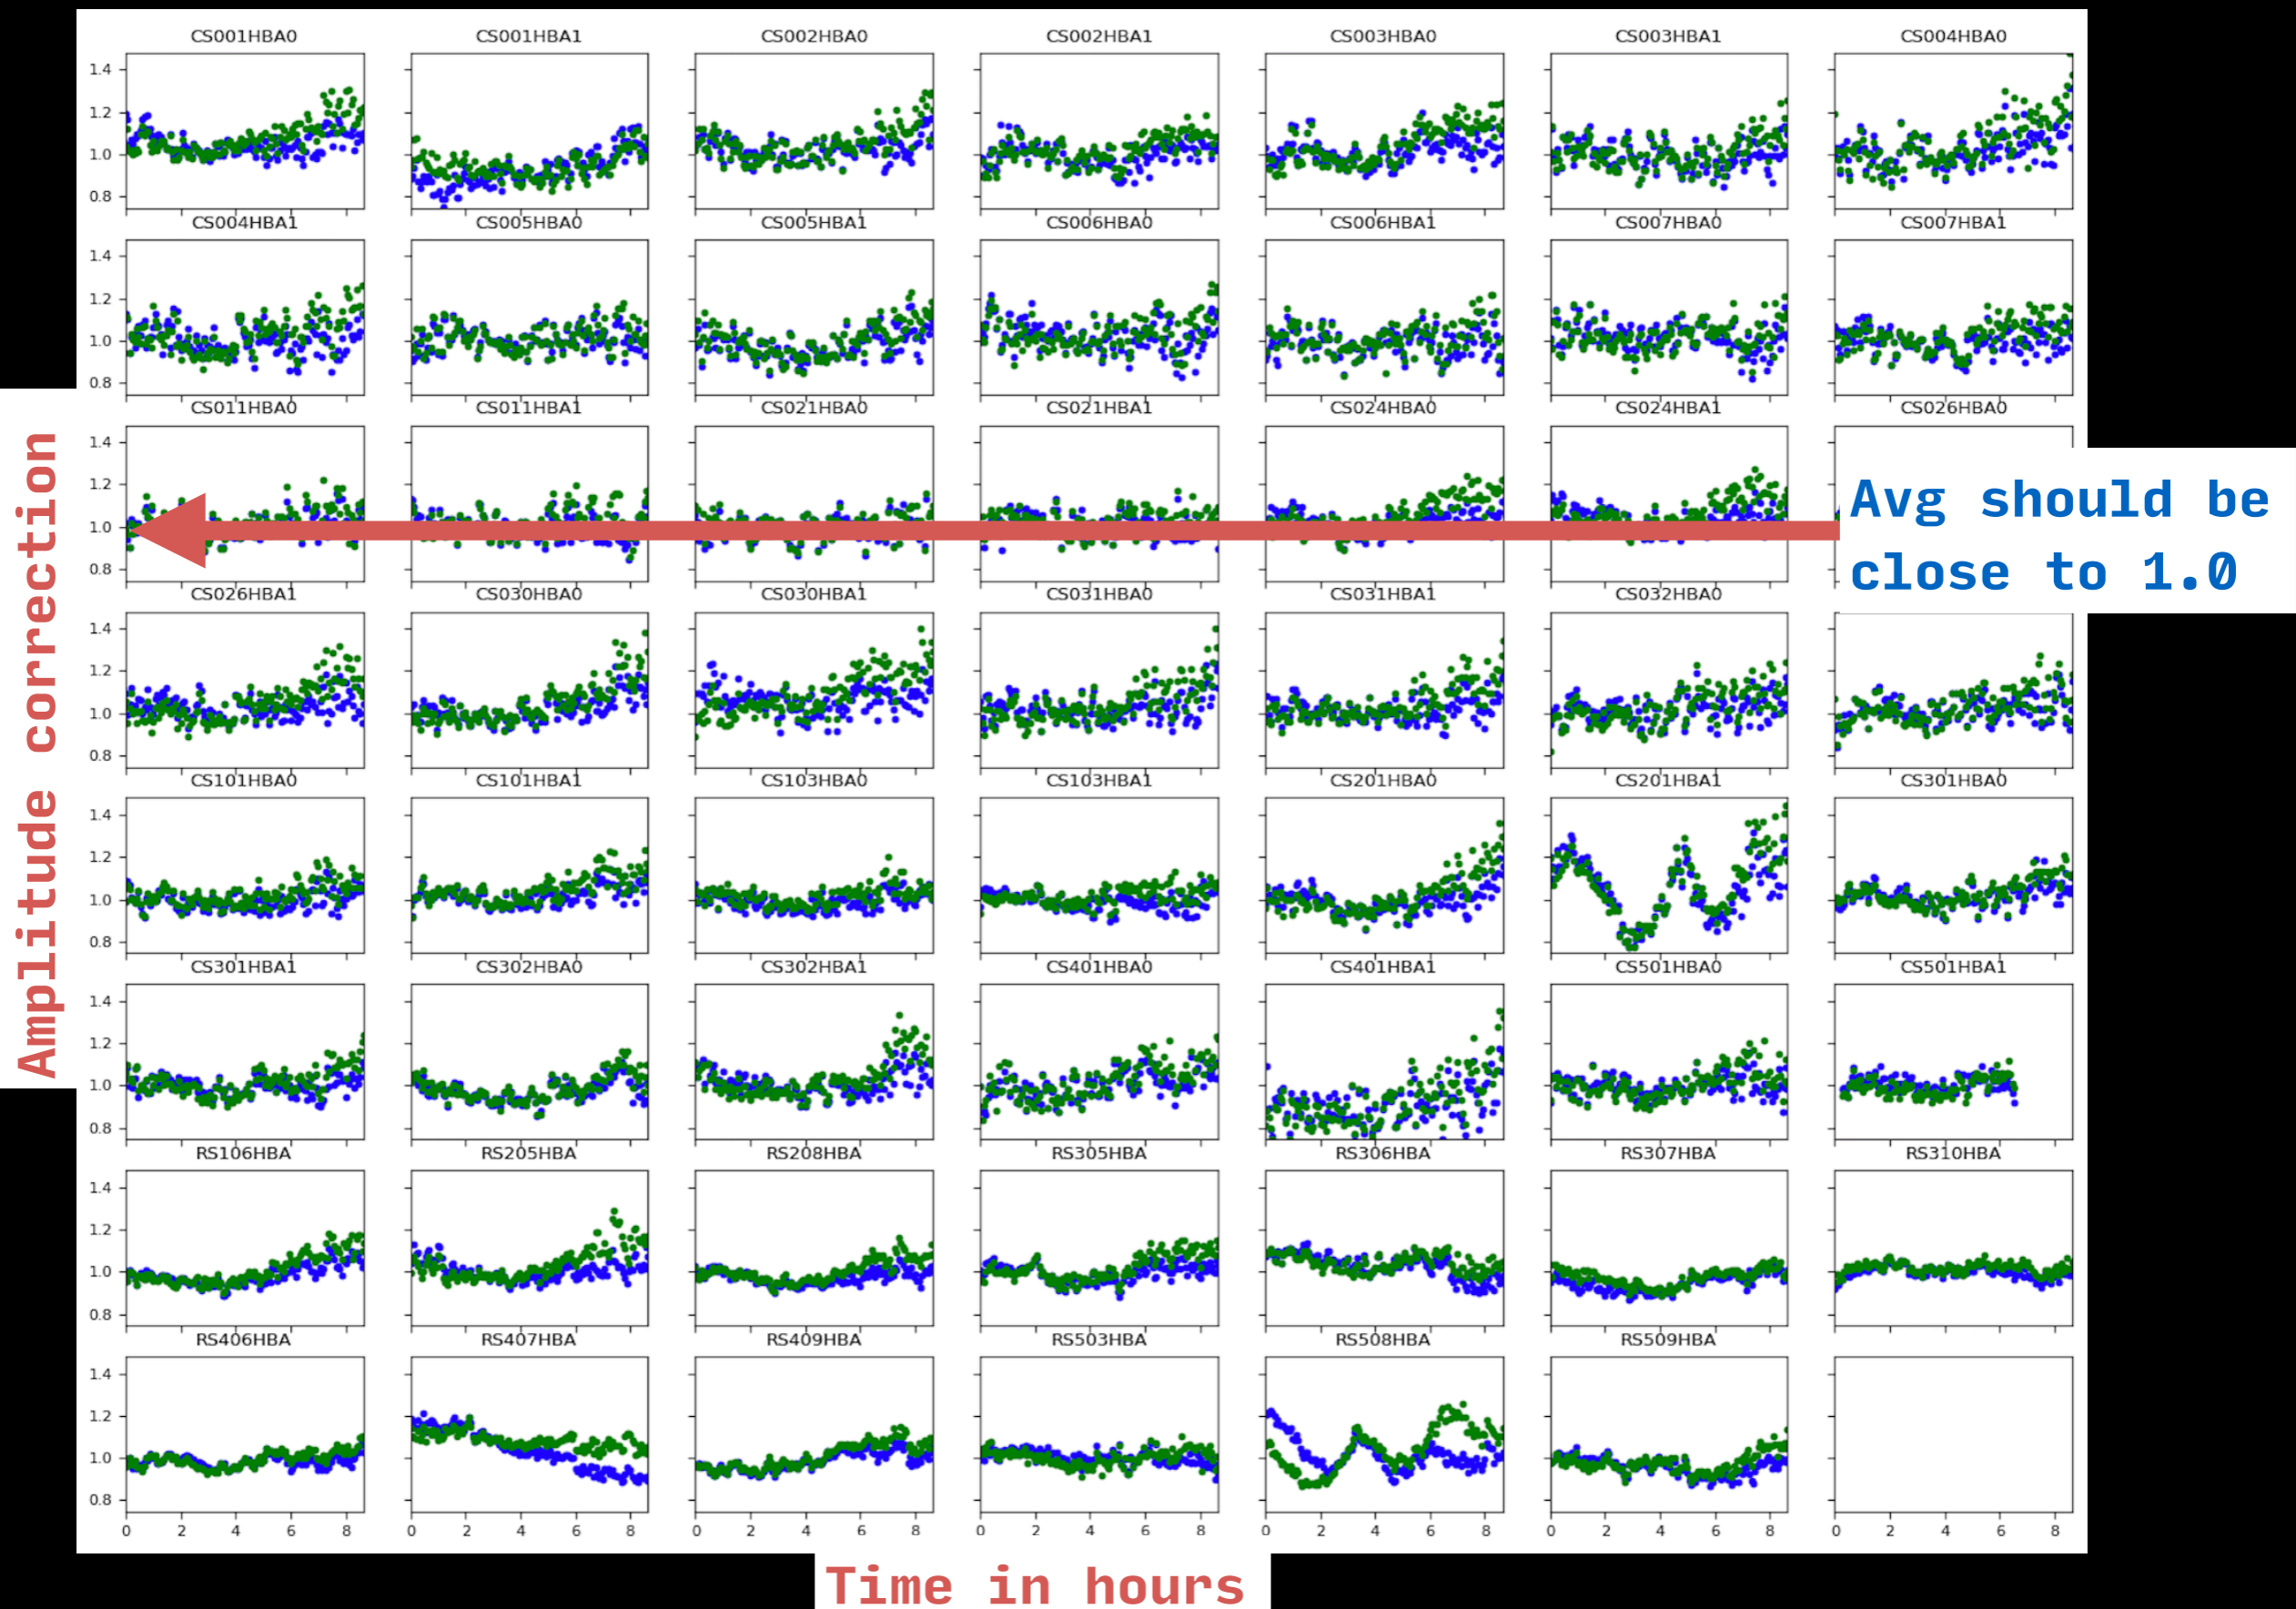 CS001HBA0 CS001HBA1 CS002HBA0 CS002HBA1 CS003HBA0 CS003HBA1 CS004HBA0
1.4
1.2
1.0
0.8
CS004HBA1 CS005HBA0 CS005HBA1 CS006HBA0 CS006HBA1 CS007HBA0 CS007HBA1
1.4
1.2
1.0
0.8
CS011HBA0 CS011HBA1 CS021HBA0 CS021HBA1 CS024HBA0 CS024HBA1 CS026HBA0
1.4
1.2
1.0
0.8
Avg should be
close to 1.0
Amplitude correction
CS026HBA1 CS030HBA0 CS030HBA1 CS031HBA0 CS031HBA1 CS032HBA0
1.4
1.2
1.0
0.8
CS101HBA0 CS101HBA1 CS103HBA0 CS103HBA1 CS201HBA0 CS201HBA1 CS301HBA0
1.4
1.2
1.0
0.8
CS301HBA1 CS302HBA0 CS302HBA1 CS401HBA0 CS401HBA1 CS501HBA0 CS501HBA1
1.4
1.2
1.0
0.8
RS106HBA RS205HBA RS208HBA RS305HBA RS306HBA RS307HBA RS310HBA
1.4
1.2
1.0
0.8
RS406HBA RS407HBA RS409HBA RS503HBA RS508HBA RS509HBA
1.4
1.2
1.0
0.8
0 2 4 6 8 0 2 4 6 8 0 2 4 6 8 0 2 4 6 8 0 2 4 6 8 0 2 4 6 8 0 2 4 6 8
Time in hours